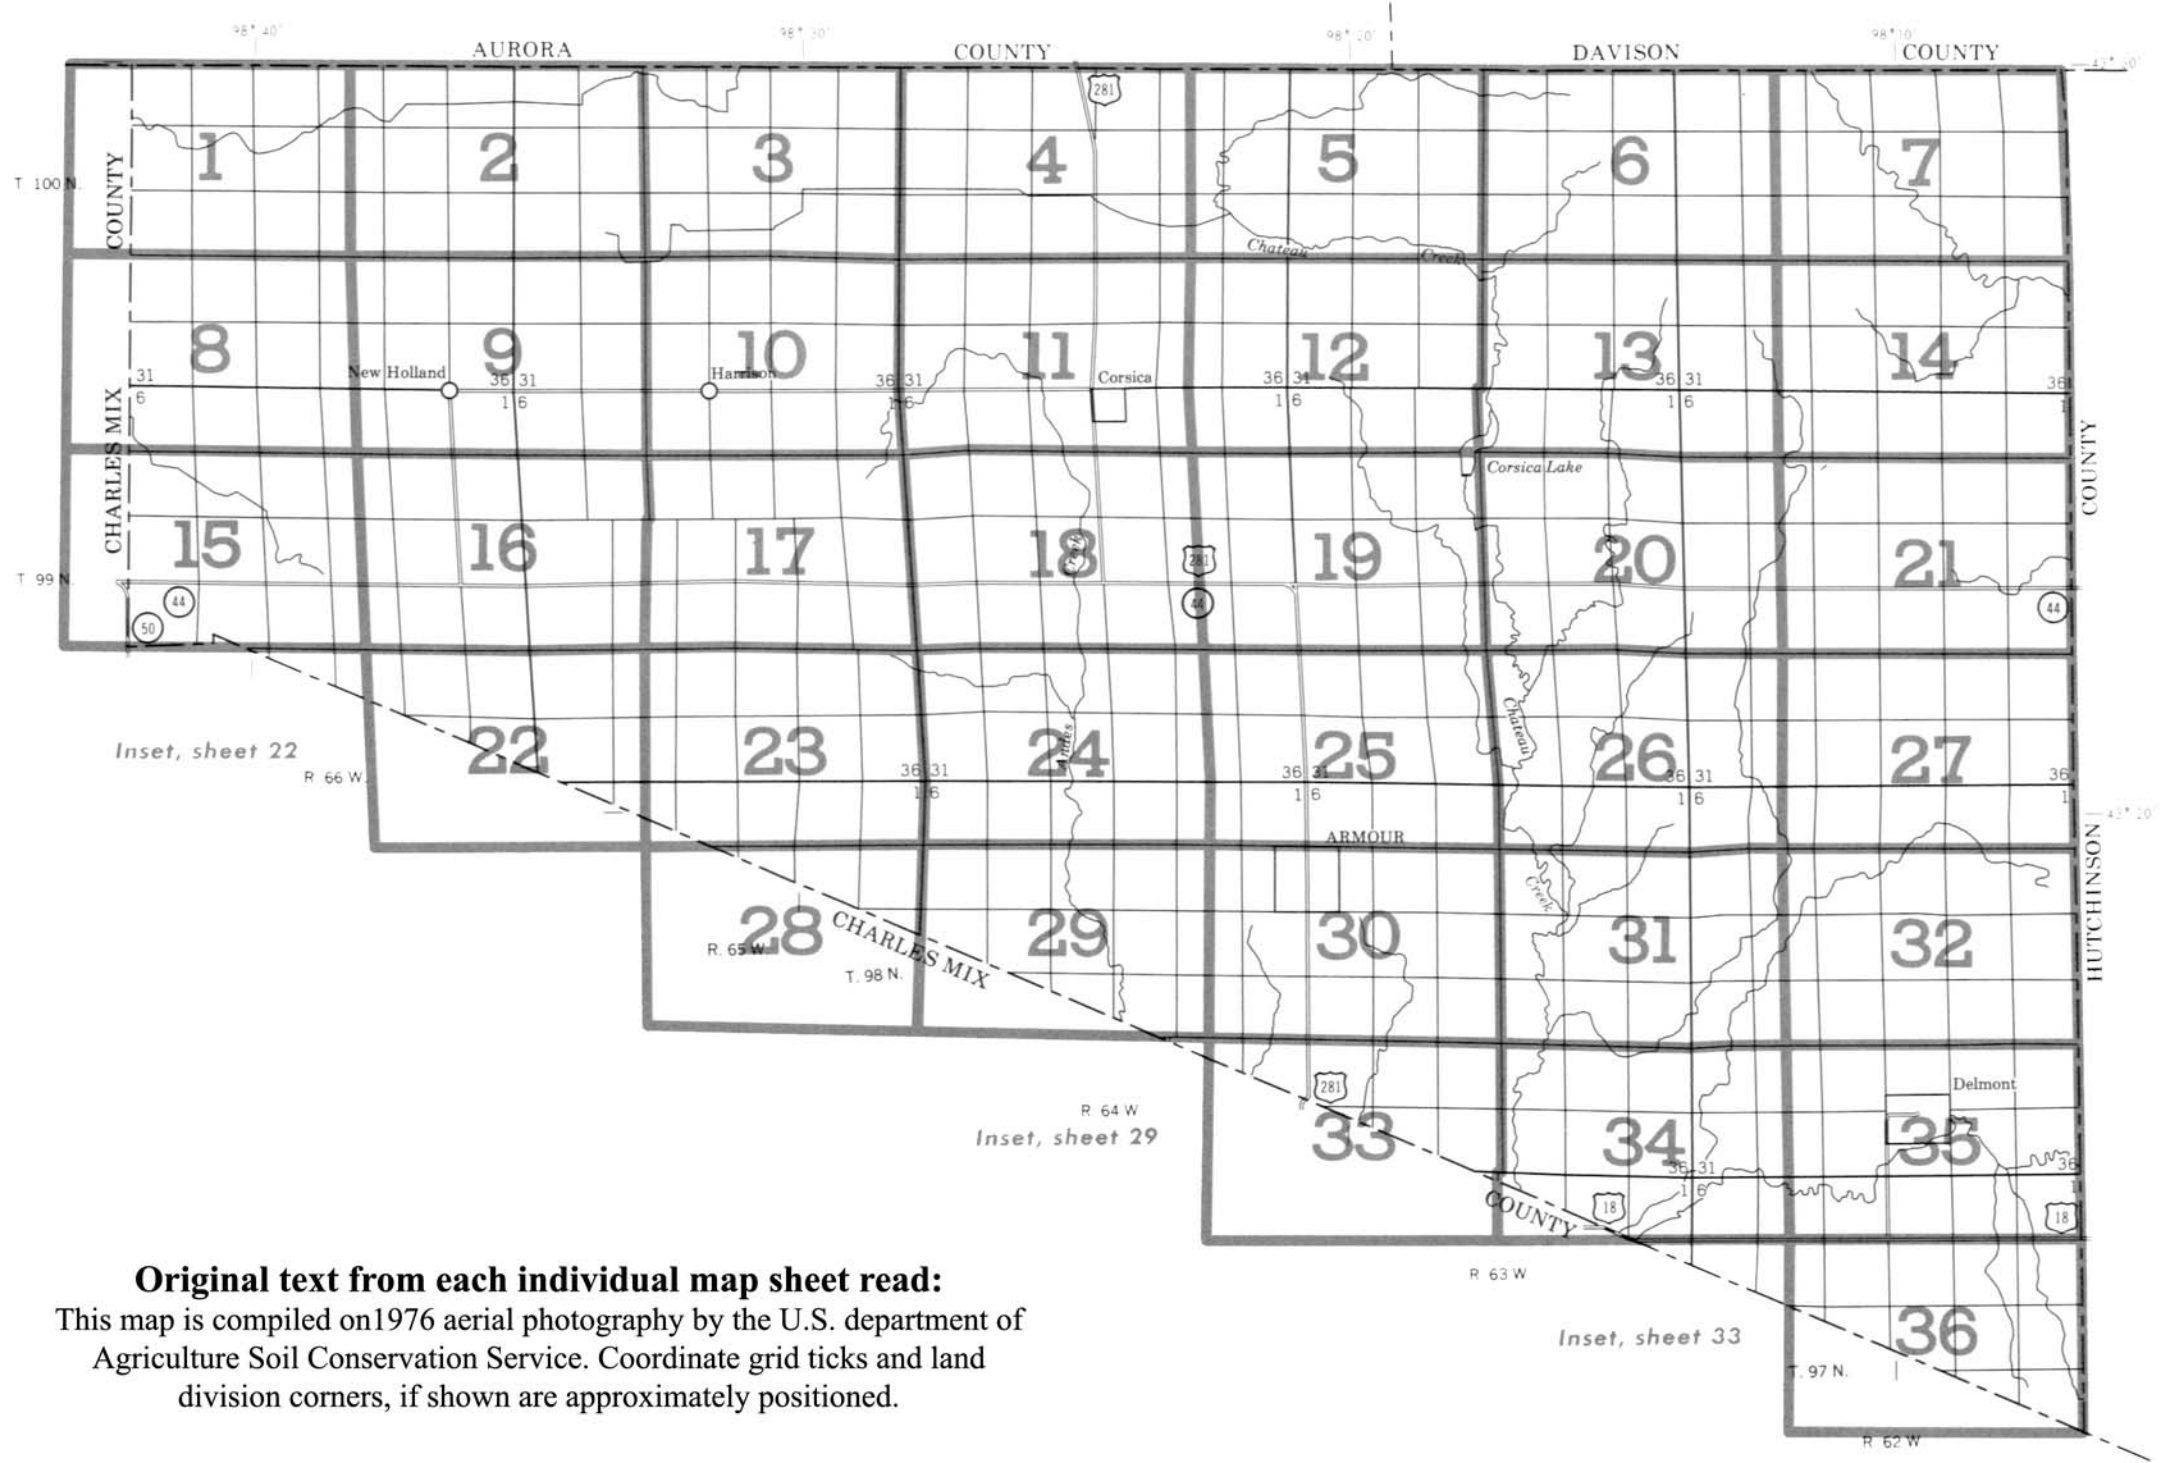 98° 40'
98° 30'
98° 20'
98° 10'
AURORA COUNTY DAVISON COUNTY
43° 30'
281
1 2 3 4 5 6 7
T 100 N.
COUNTY
Chateau Creek
8 9 10 11 12 13 14
New Holland
Harrison
Corsica
31 36 31 36 31 36 31 36 31 36
6 1 6 1 6 1 6 1 6 1
CHARLES MIX
COUNTY
Corsica Lake
15 16 17 18 19 20 21
Creek
281
T 99 N.
44
44
44
50
Chateau
Andes
22 23 24 25 26 27
Inset, sheet 22
R 66 W.
36 31 36 31 36 31 36
1 6 1 6 1 6 1
43° 20'
ARMOUR
HUTCHINSON
Creek
28 29 30 31 32
CHARLES MIX
R. 65 W.
T. 98 N.
281
Delmont
R 64 W
Inset, sheet 29
33 34 35
36 31 36
1 6 1
COUNTY
18
18
R 63 W
Inset, sheet 33
36
T. 97 N.
R 62 W
Original text from each individual map sheet read:
This map is compiled on1976 aerial photography by the U.S. department of
Agriculture Soil Conservation Service. Coordinate grid ticks and land
division corners, if shown are approximately positioned.